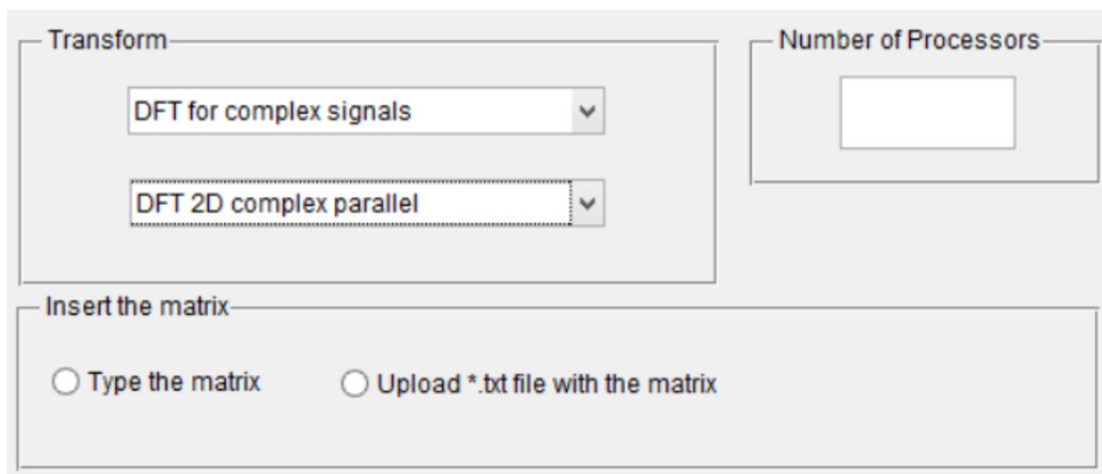 Transform
Number of Processors
DFT for complex signals
DFT 2D complex parallel
Insert the matrix
Type the matrix
Upload *.txt file with the matrix